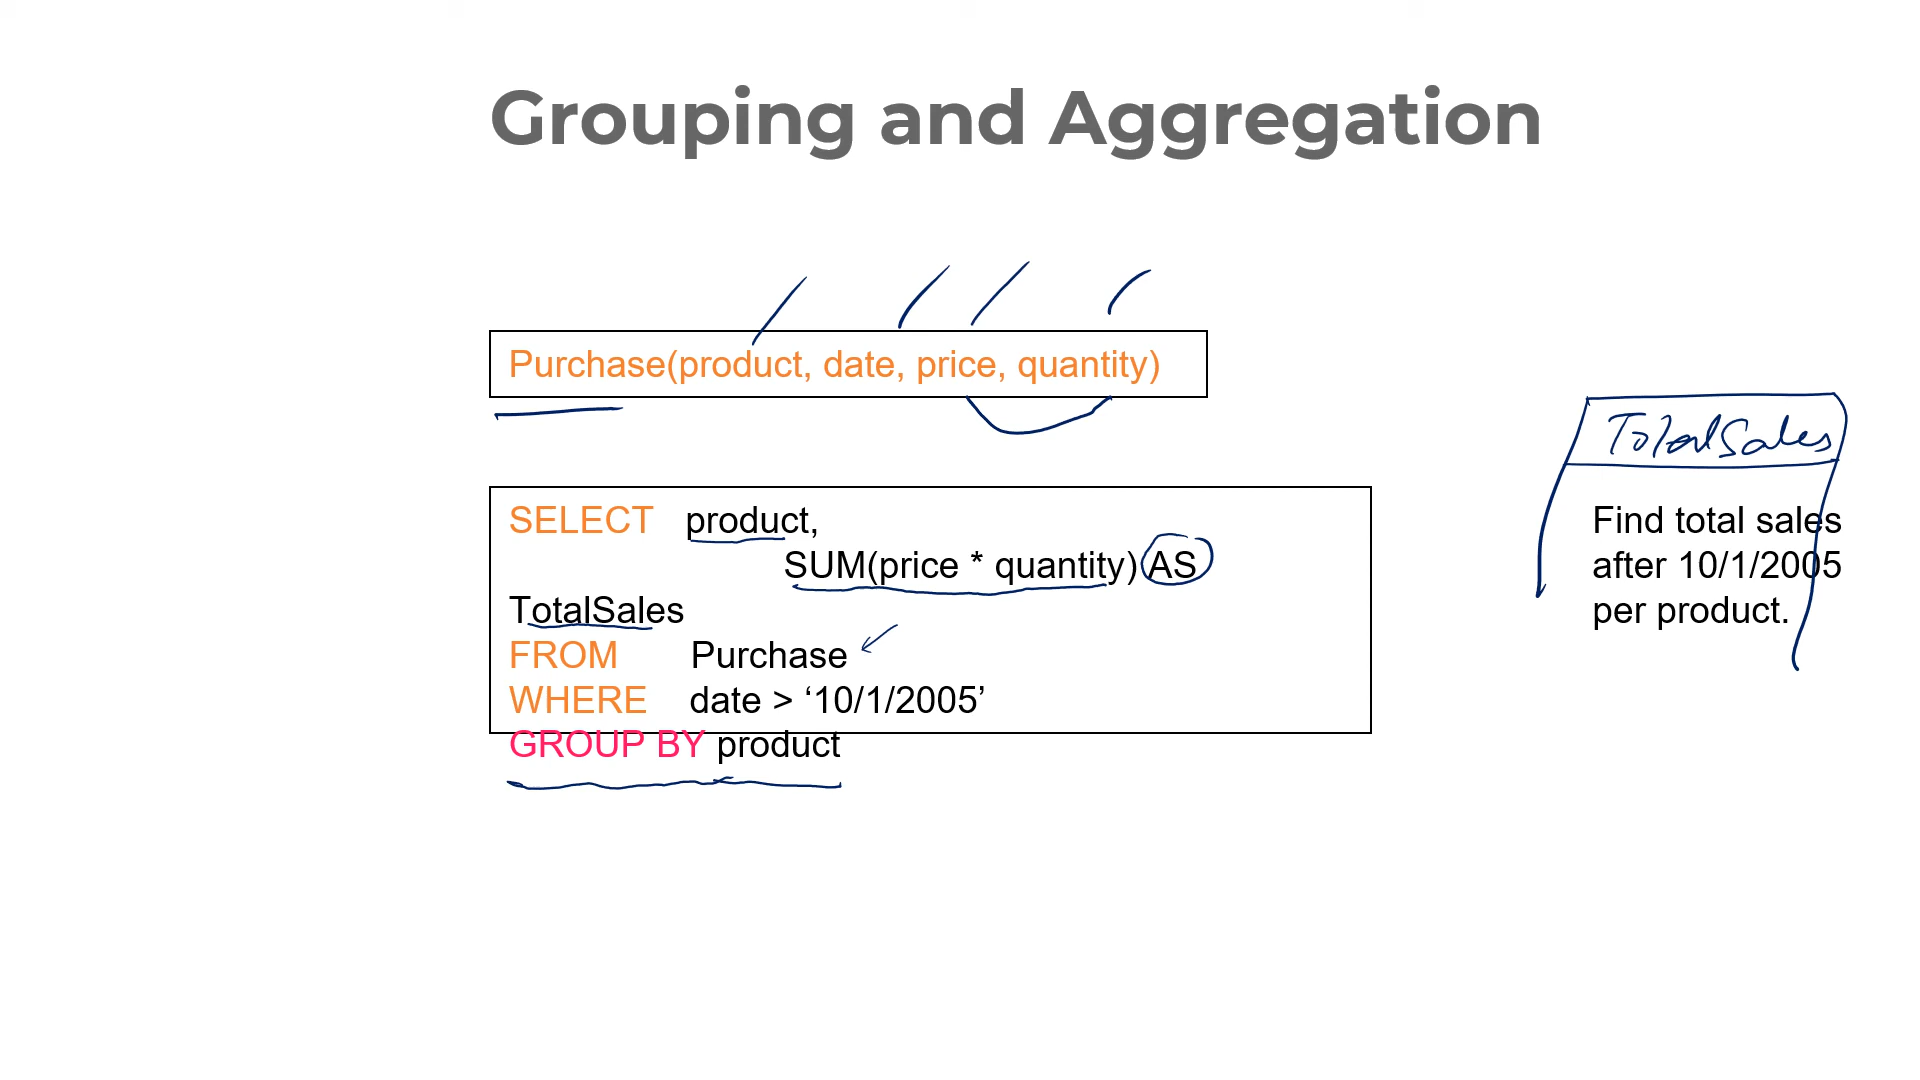 Grouping and Aggregation
Purchase(product, date, price, quantity)
TotalSales
SELECT product,
SUM(price * quantity) AS
TotalSales
FROM Purchase
WHERE date > ‘10/1/2005’
GROUP BY product
Find total sales
after 10/1/2005
per product.